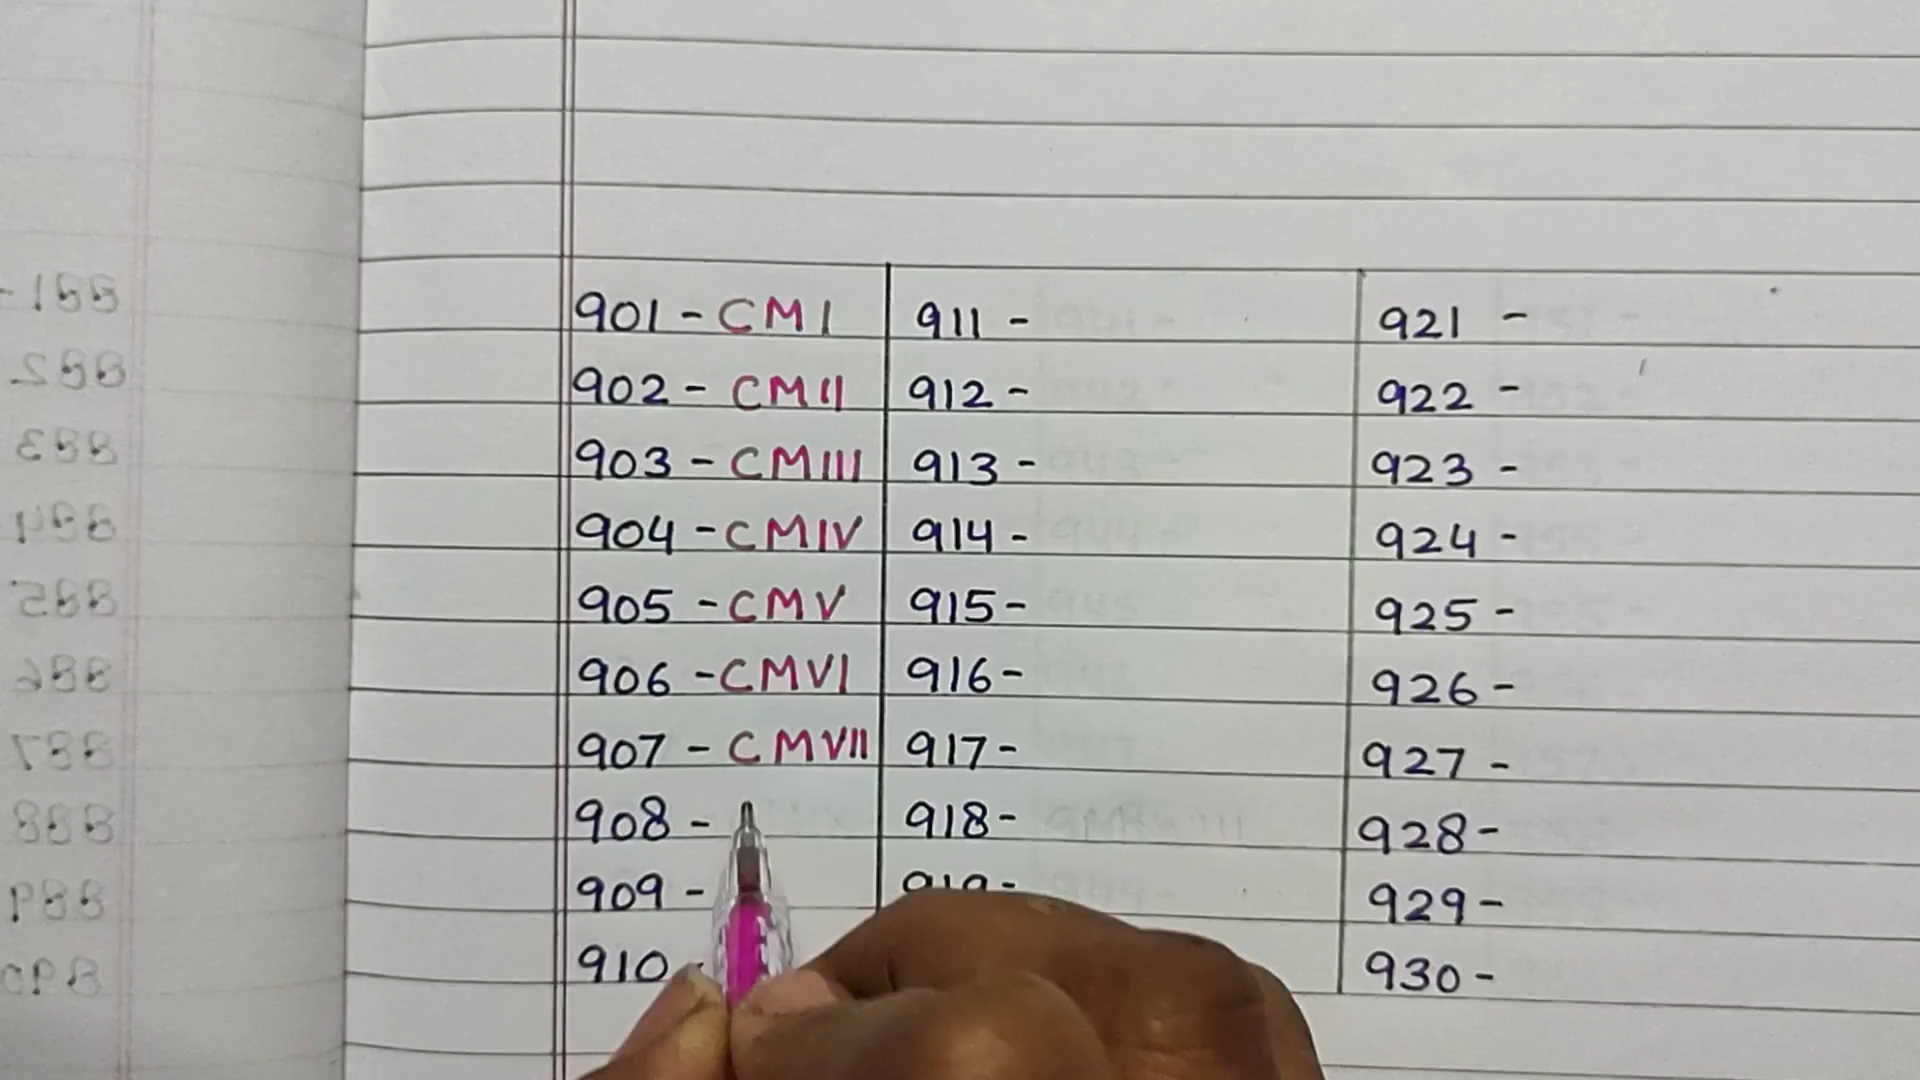 901 - CMI 911 - 921 -
902 - CMII 912 - 922 -
903 - CMIII 913 - 923 -
904 - CMIV 914 - 924 -
905 - CMV 915 - 925 -
906 - CMVI 916 - 926 -
907 - CMVII 917 - 927 -
908 - 918 - 928 -
909 - 919 - 929 -
910 - 930 -